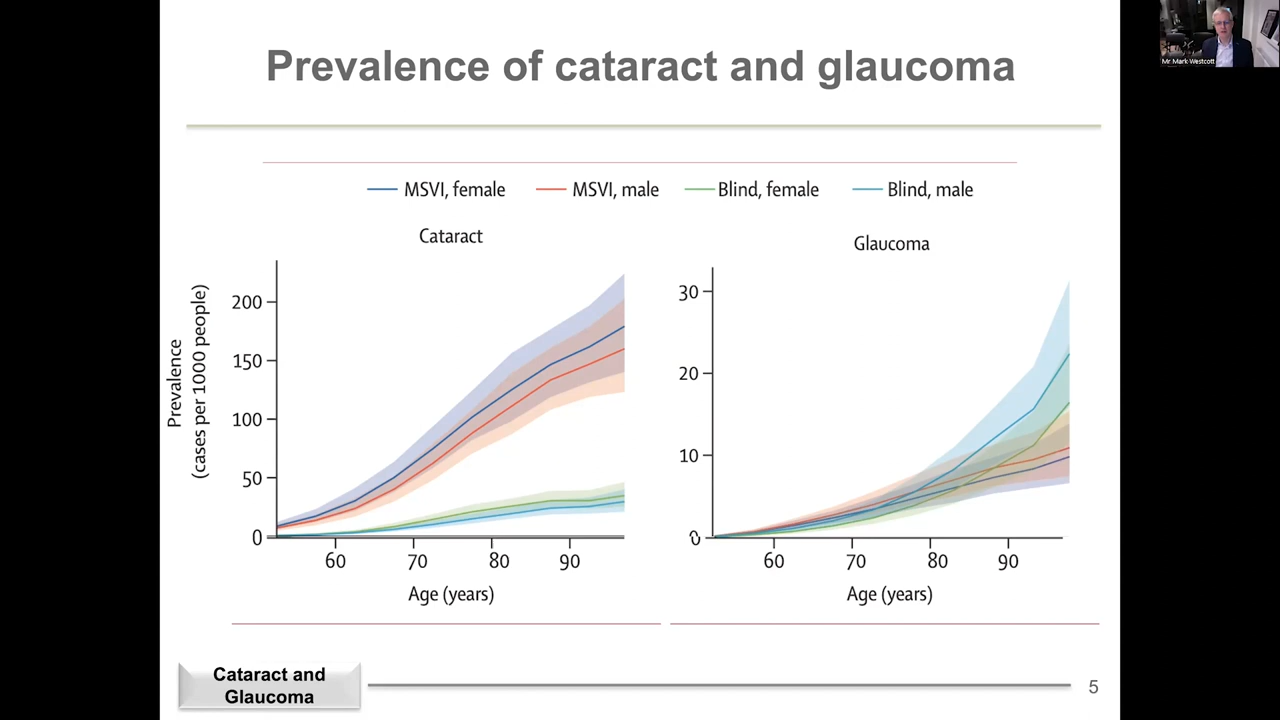 Prevalence of cataract and glaucoma
Mr Mark Westcott
MSVI, female
MSVI, male
Blind, female
Blind, male
Cataract
Prevalence
(cases per 1000 people)
200
150
100
50
0
60
70
80
90
Age (years)
Glaucoma
30
20
10
0
60
70
80
90
Age (years)
Cataract and
Glaucoma
5